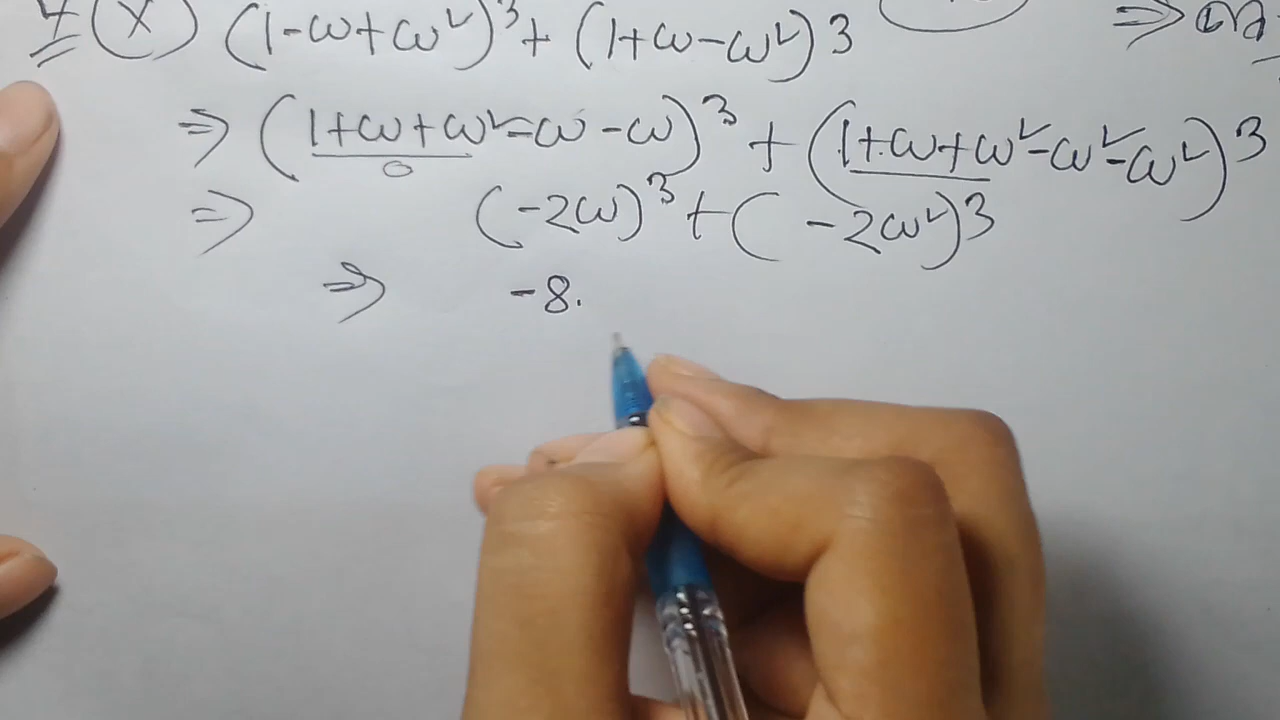 (x) (1-ω+ω²)³+ (1+ω-ω²)3
⇒ (1+ω+ω²-ω-ω)³ + (1+ω+ω²-ω²-ω²)3
0
⇒ (-2ω)³+( -2ω²)3
⇒ -8.